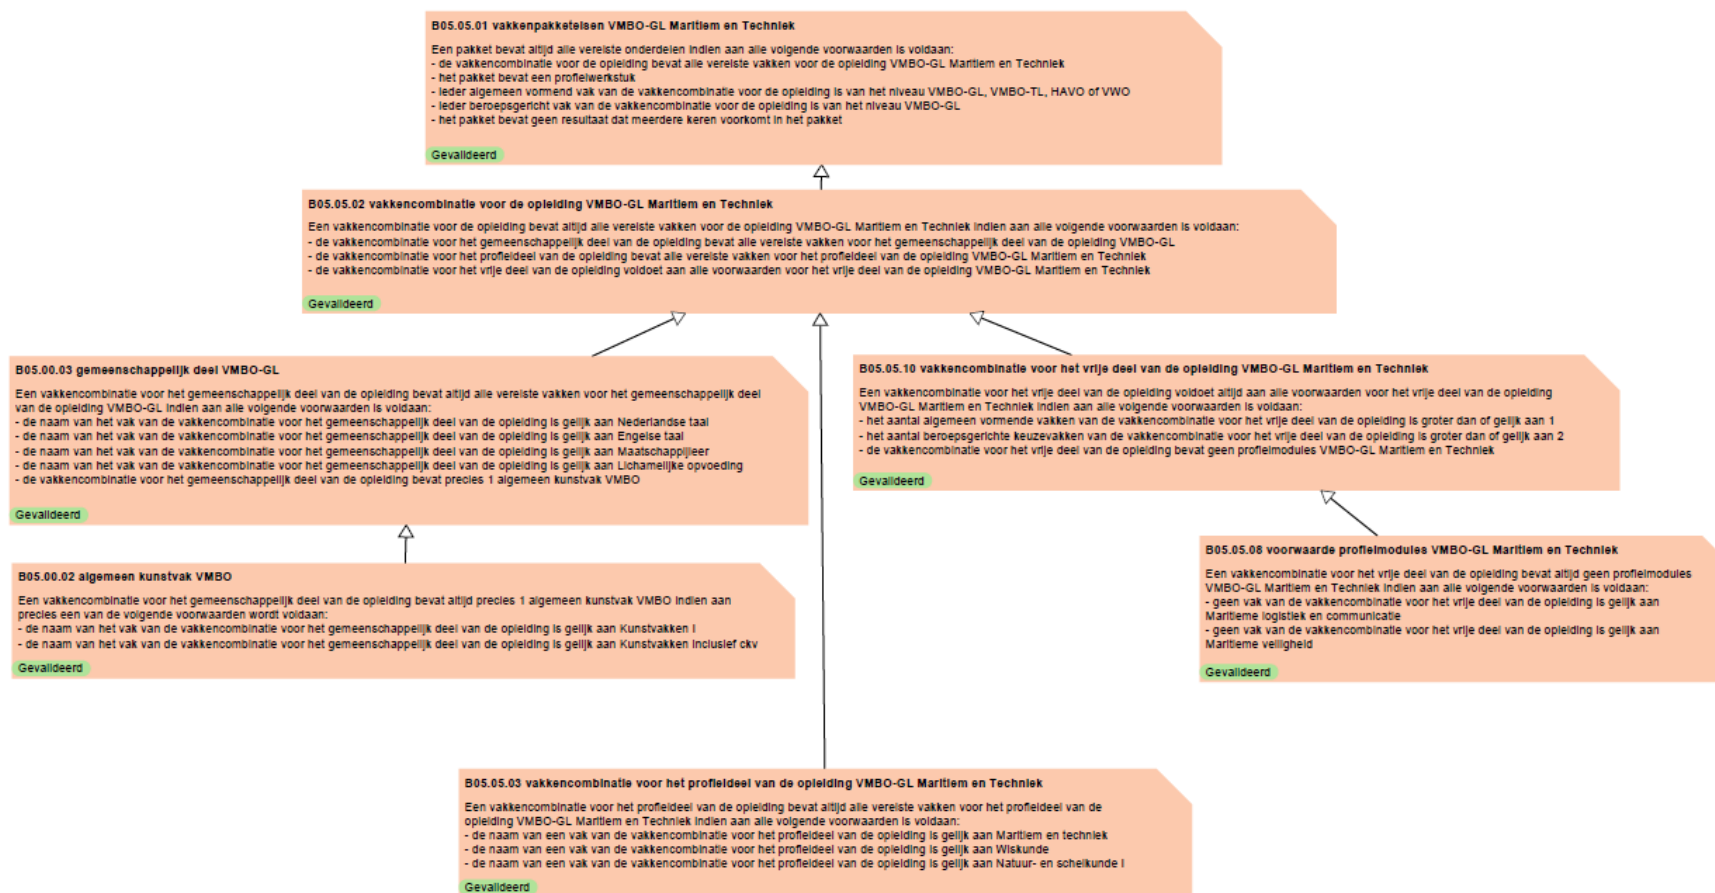 B05.05.01 vakkenpakketeisen VMBO-GL Maritiem en Techniek
Een pakket bevat altijd alle vereiste onderdelen indien aan alle volgende voorwaarden is voldaan:
- de vakkencombinatie voor de opleiding bevat alle vereiste vakken voor de opleiding VMBO-GL Maritiem en Techniek
- het pakket bevat een profielwerkstuk
- ieder algemeen vormend vak van de vakkencombinatie voor de opleiding is van het niveau VMBO-GL, VMBO-TL, HAVO of VWO
- ieder beroepsgericht vak van de vakkencombinatie voor de opleiding is van het niveau VMBO-GL
- het pakket bevat geen resultaat dat meerdere keren voorkomt in het pakket
Gevalideerd
B05.05.02 vakkencombinatie voor de opleiding VMBO-GL Maritiem en Techniek
Een vakkencombinatie voor de opleiding bevat altijd alle vereiste vakken voor de opleiding VMBO-GL Maritiem en Techniek indien aan alle volgende voorwaarden is voldaan:
- de vakkencombinatie voor het gemeenschappelijk deel van de opleiding bevat alle vereiste vakken voor het gemeenschappelijk deel van de opleiding VMBO-GL
- de vakkencombinatie voor het profieldeel van de opleiding bevat alle vereiste vakken voor het profieldeel van de opleiding VMBO-GL Maritiem en Techniek
- de vakkencombinatie voor het vrije deel van de opleiding voldoet aan alle voorwaarden voor het vrije deel van de opleiding VMBO-GL Maritiem en Techniek
Gevalideerd
B05.00.03 gemeenschappelijk deel VMBO-GL
Een vakkencombinatie voor het gemeenschappelijk deel van de opleiding bevat altijd alle vereiste vakken voor het gemeenschappelijk deel
van de opleiding VMBO-GL indien aan alle volgende voorwaarden is voldaan:
- de naam van het vak van de vakkencombinatie voor het gemeenschappelijk deel van de opleiding is gelijk aan Nederlandse taal
- de naam van het vak van de vakkencombinatie voor het gemeenschappelijk deel van de opleiding is gelijk aan Engelse taal
- de naam van het vak van de vakkencombinatie voor het gemeenschappelijk deel van de opleiding is gelijk aan Maatschappijleer
- de naam van het vak van de vakkencombinatie voor het gemeenschappelijk deel van de opleiding is gelijk aan Lichamelijke opvoeding
- de vakkencombinatie voor het gemeenschappelijk deel van de opleiding bevat precies 1 algemeen kunstvak VMBO
Gevalideerd
B05.05.10 vakkencombinatie voor het vrije deel van de opleiding VMBO-GL Maritiem en Techniek
Een vakkencombinatie voor het vrije deel van de opleiding voldoet altijd aan alle voorwaarden voor het vrije deel van de opleiding
VMBO-GL Maritiem en Techniek indien aan alle volgende voorwaarden is voldaan:
- het aantal algemeen vormende vakken van de vakkencombinatie voor het vrije deel van de opleiding is groter dan of gelijk aan 1
- het aantal beroepsgerichte keuzevakken van de vakkencombinatie voor het vrije deel van de opleiding is groter dan of gelijk aan 2
- de vakkencombinatie voor het vrije deel van de opleiding bevat geen profielmodules VMBO-GL Maritiem en Techniek
Gevalideerd
B05.00.02 algemeen kunstvak VMBO
Een vakkencombinatie voor het gemeenschappelijk deel van de opleiding bevat altijd precies 1 algemeen kunstvak VMBO indien aan
precies een van de volgende voorwaarden wordt voldaan:
- de naam van het vak van de vakkencombinatie voor het gemeenschappelijk deel van de opleiding is gelijk aan Kunstvakken I
- de naam van het vak van de vakkencombinatie voor het gemeenschappelijk deel van de opleiding is gelijk aan Kunstvakken inclusief ckv
Gevalideerd
B05.05.08 voorwaarde profielmodules VMBO-GL Maritiem en Techniek
Een vakkencombinatie voor het vrije deel van de opleiding bevat altijd geen profielmodules
VMBO-GL Maritiem en Techniek indien aan alle volgende voorwaarden is voldaan:
- geen vak van de vakkencombinatie voor het vrije deel van de opleiding is gelijk aan
Maritieme logistiek en communicatie
- geen vak van de vakkencombinatie voor het vrije deel van de opleiding is gelijk aan
Maritieme veiligheid
Gevalideerd
B05.05.03 vakkencombinatie voor het profieldeel van de opleiding VMBO-GL Maritiem en Techniek
Een vakkencombinatie voor het profieldeel van de opleiding bevat altijd alle vereiste vakken voor het profieldeel van de
opleiding VMBO-GL Maritiem en Techniek indien aan alle volgende voorwaarden is voldaan:
- de naam van een vak van de vakkencombinatie voor het profieldeel van de opleiding is gelijk aan Maritiem en techniek
- de naam van een vak van de vakkencombinatie voor het profieldeel van de opleiding is gelijk aan Wiskunde
- de naam van een vak van de vakkencombinatie voor het profieldeel van de opleiding is gelijk aan Natuur- en scheikunde I
Gevalideerd